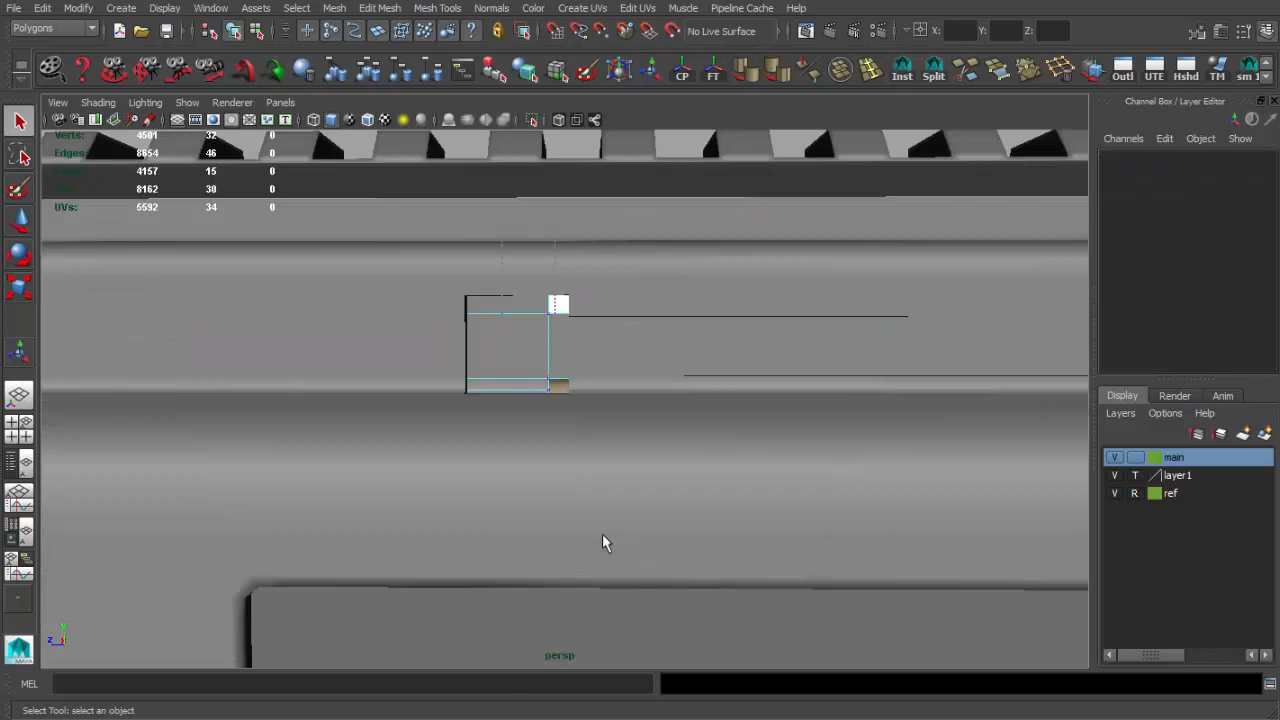 File Edit Modify Create Display Window Assets Select Mesh Edit Mesh Mesh Tools Normals Color Create UVs Edit UVs Muscle Pipeline Cache Help
Polygons
No Live Surface
X:
Y:
Z:
CP FT Inst Split Outl UTE Hshd TM sm 1
View Shading Lighting Show Renderer Panels
Channel Box / Layer Editor
Channels Edit Object Show
Verts: 4501 32 0
Edges: 8654 46 0
4157 15 0
8162 30 0
UVs: 5592 34 0
Display Render Anim
Layers Options Help
V main
V T layer1
V R ref
y
z
persp
MEL
Select Tool: select an object